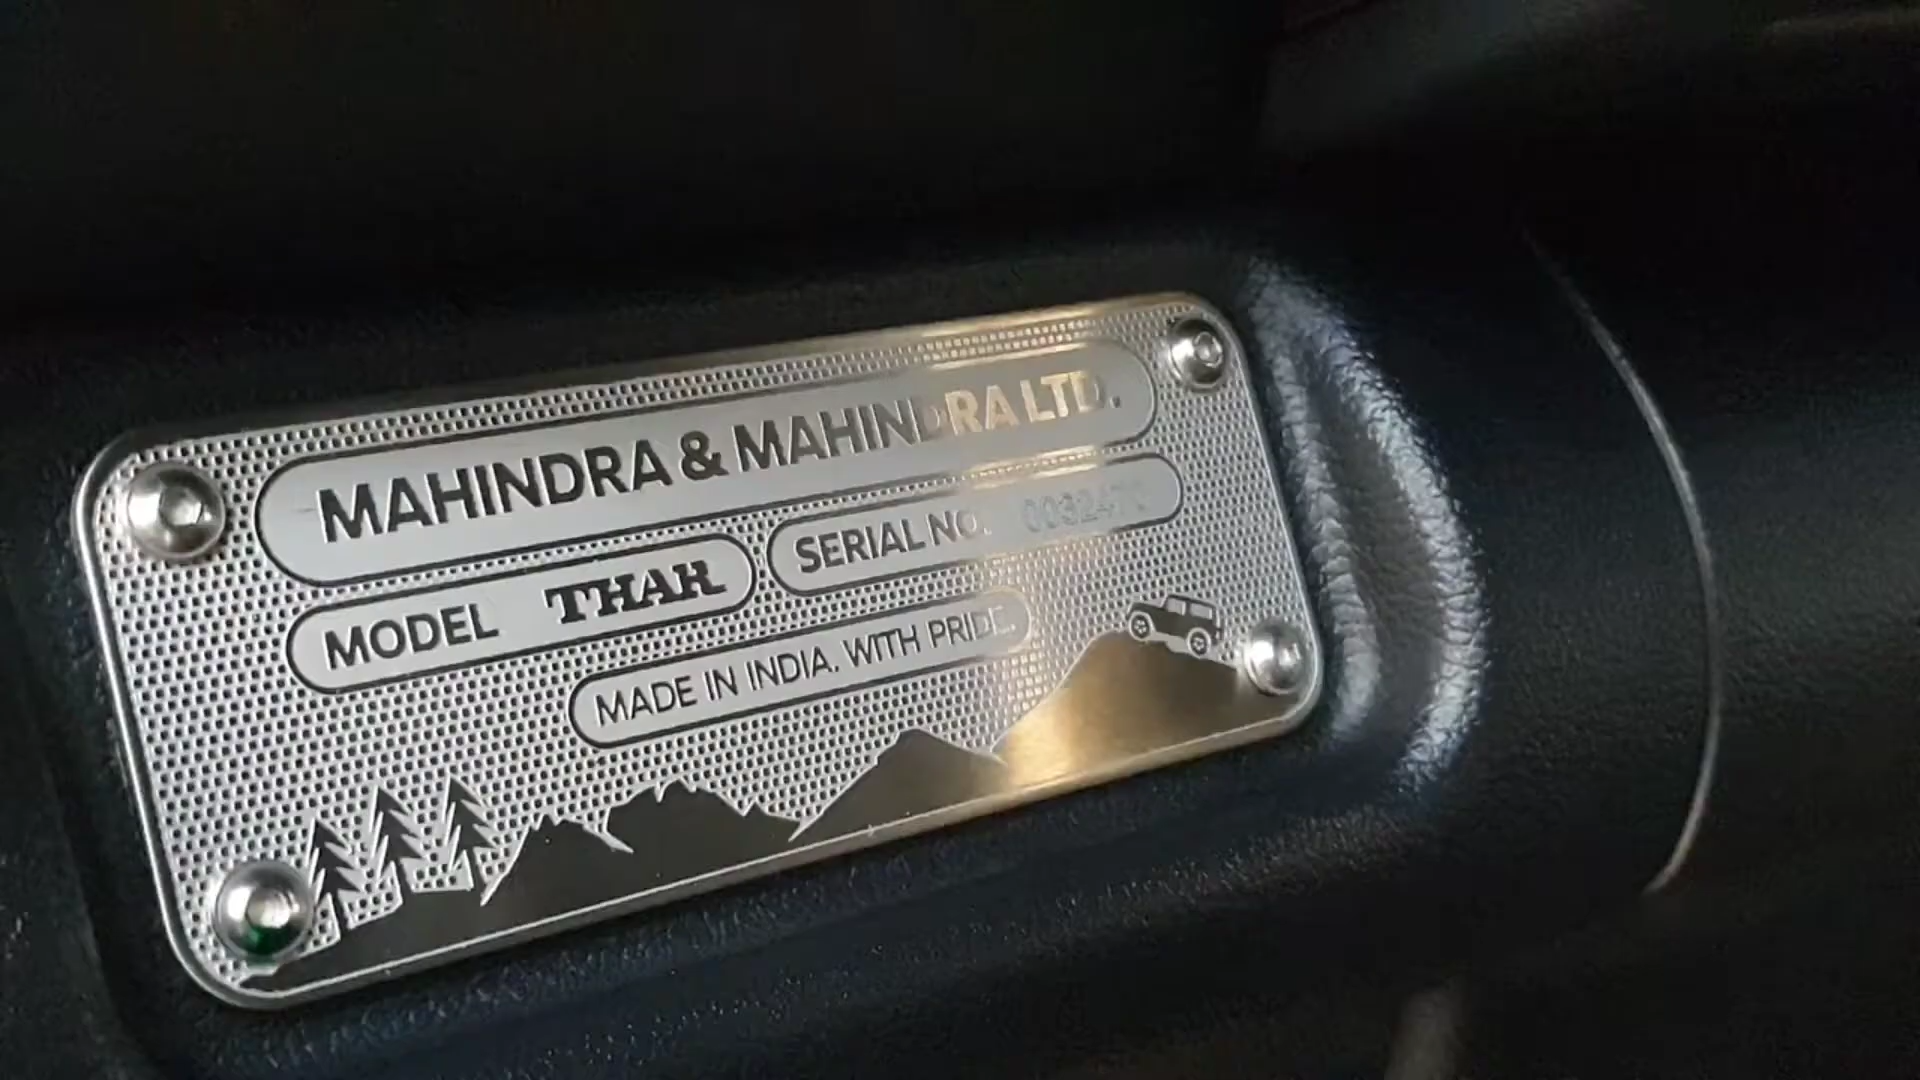 MAHINDRA & MAHINDRA LTD.
MODEL THAR SERIAL NO.
MADE IN INDIA. WITH PRIDE.